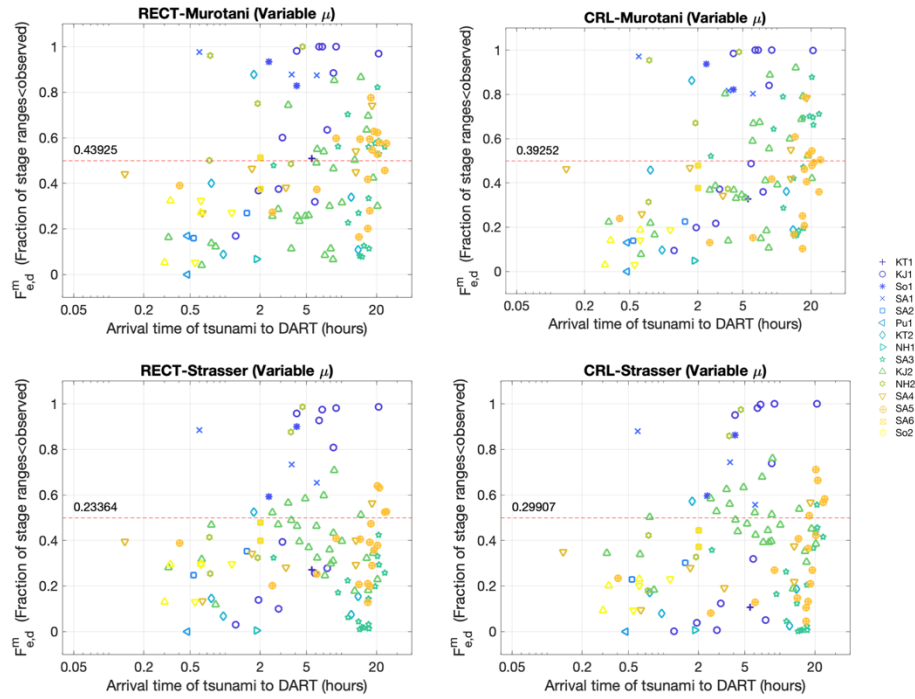 RECT-Murotani (Variable μ)
F^m_e,d (Fraction of stage ranges<observed)
1
0.8
0.6
0.4
0.2
0
0.43925
0.05 0.2 0.5 2 5 20
Arrival time of tsunami to DART (hours)
CRL-Murotani (Variable μ)
F^m_e,d (Fraction of stage ranges<observed)
1
0.8
0.6
0.4
0.2
0
0.39252
0.05 0.2 0.5 2 5 20
Arrival time of tsunami to DART (hours)
RECT-Strasser (Variable μ)
F^m_e,d (Fraction of stage ranges<observed)
1
0.8
0.6
0.4
0.2
0
0.23364
0.05 0.2 0.5 2 5 20
Arrival time of tsunami to DART (hours)
CRL-Strasser (Variable μ)
F^m_e,d (Fraction of stage ranges<observed)
1
0.8
0.6
0.4
0.2
0
0.29907
0.05 0.2 0.5 2 5 20
Arrival time of tsunami to DART (hours)
KT1
KJ1
So1
SA1
SA2
Pu1
KT2
NH1
SA3
KJ2
NH2
SA4
SA5
SA6
So2